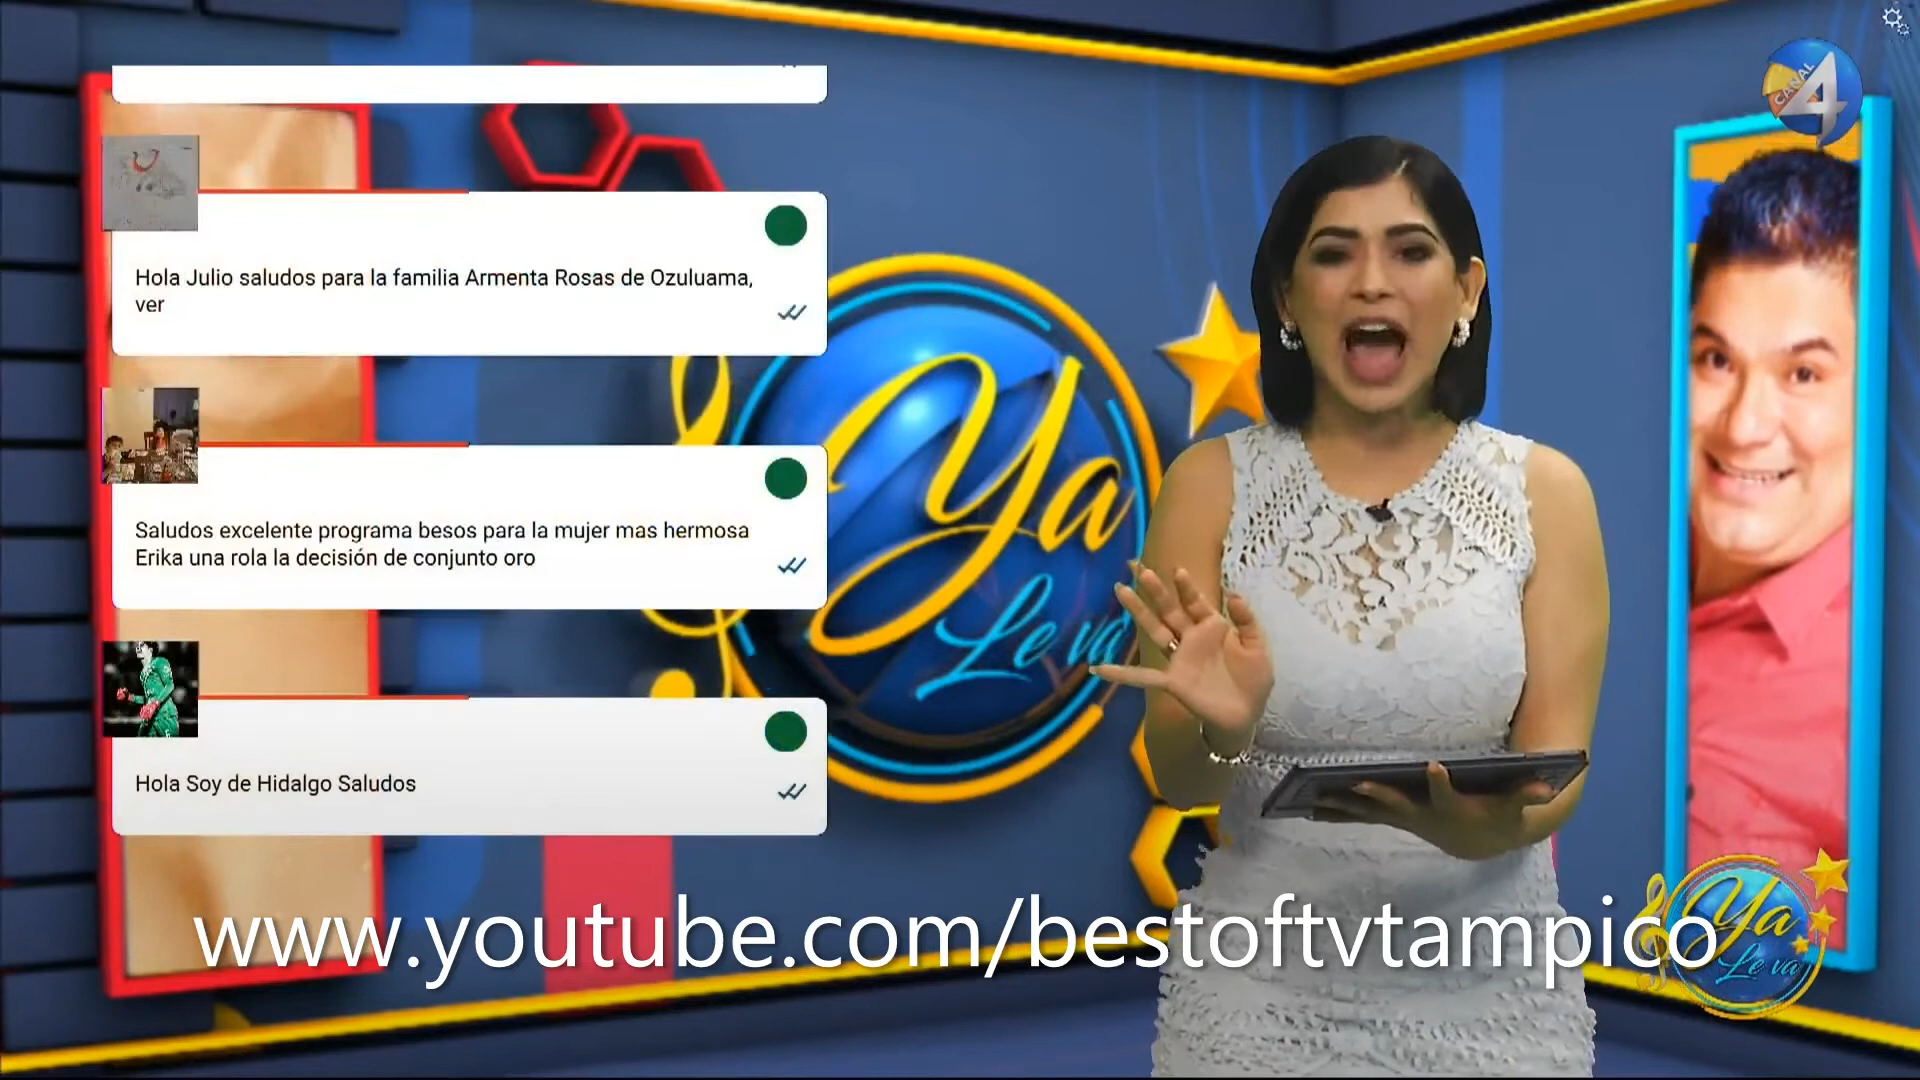 CANAL
4
Hola Julio saludos para la familia Armenta Rosas de Ozuluama,
ver
Saludos excelente programa besos para la mujer mas hermosa
Erika una rola la decisión de conjunto oro
Hola Soy de Hidalgo Saludos
Ya
Le va
www.youtube.com/bestoftvtampico
Ya
Le va